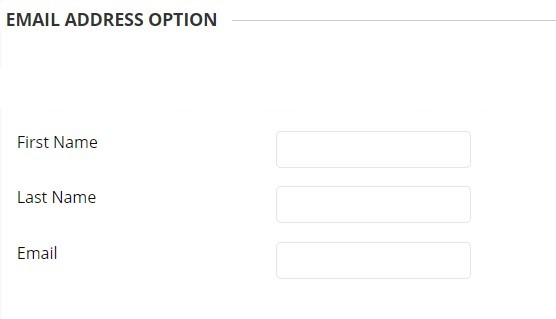 EMAIL ADDRESS OPTION
First Name
Last Name
Email